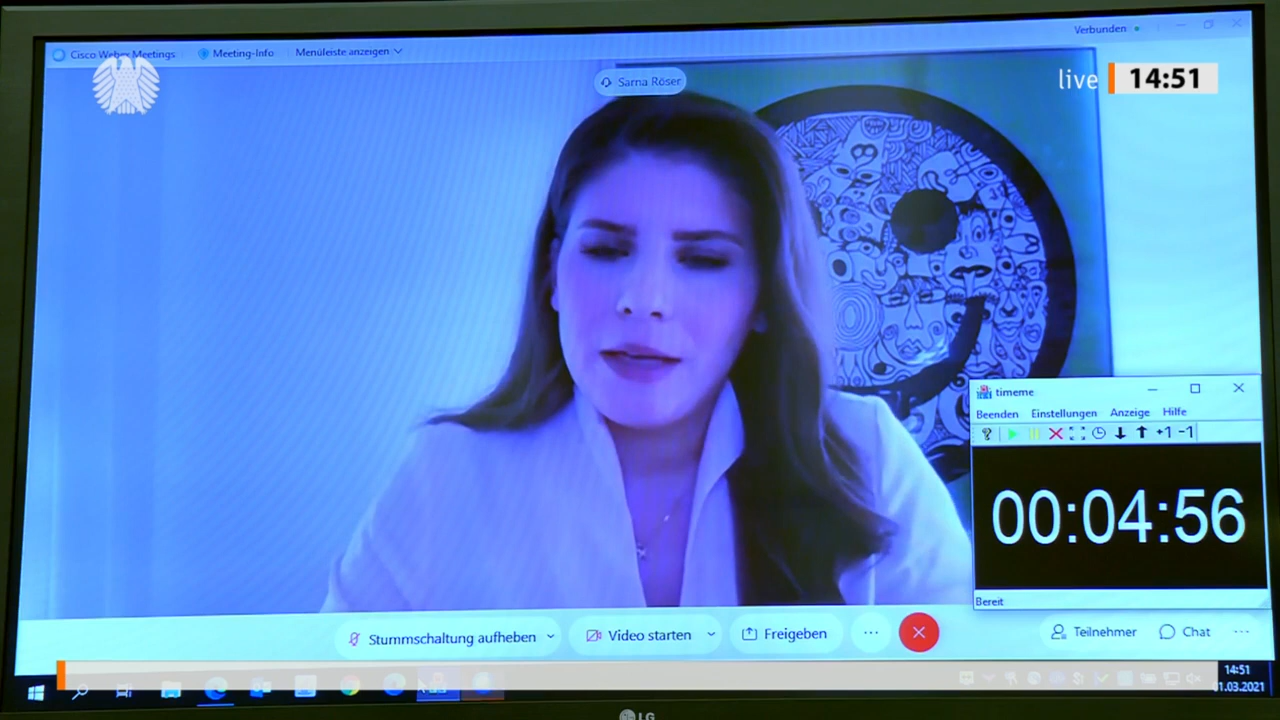 Verbunden
Cisco Webex Meetings
Meeting-Info
Menüleiste anzeigen
live 14:51
Sarna Röser
timeme
Beenden Einstellungen Anzeige Hilfe
+1 -1
00:04:56
Bereit
Stummschaltung aufheben
Video starten
Freigeben
Teilnehmer
Chat
14:51
1.03.2021
LG